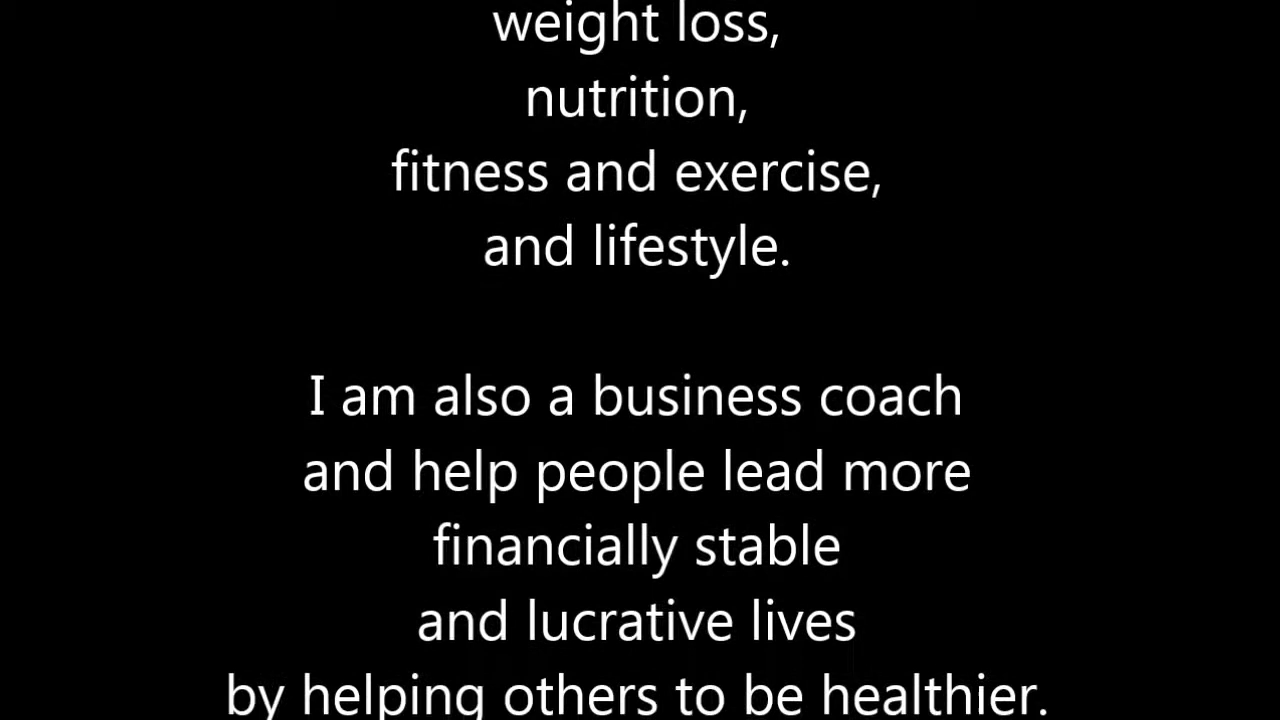 weight loss,
nutrition,
fitness and exercise,
and lifestyle.
I am also a business coach
and help people lead more
financially stable
and lucrative lives
by helping others to be healthier.